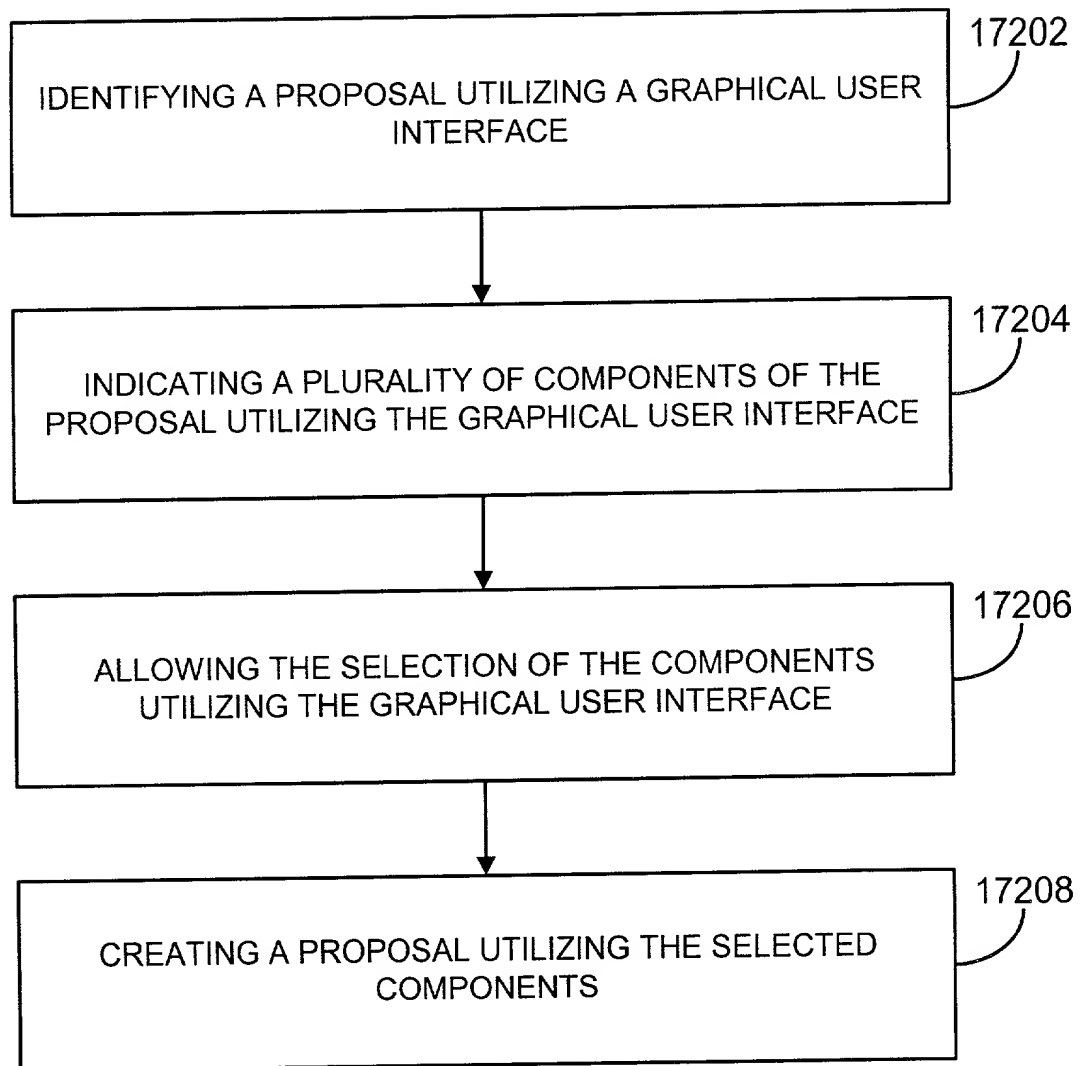 17202
IDENTIFYING A PROPOSAL UTILIZING A GRAPHICAL USER
INTERFACE
17204
INDICATING A PLURALITY OF COMPONENTS OF THE
PROPOSAL UTILIZING THE GRAPHICAL USER INTERFACE
17206
ALLOWING THE SELECTION OF THE COMPONENTS
UTILIZING THE GRAPHICAL USER INTERFACE
17208
CREATING A PROPOSAL UTILIZING THE SELECTED
COMPONENTS